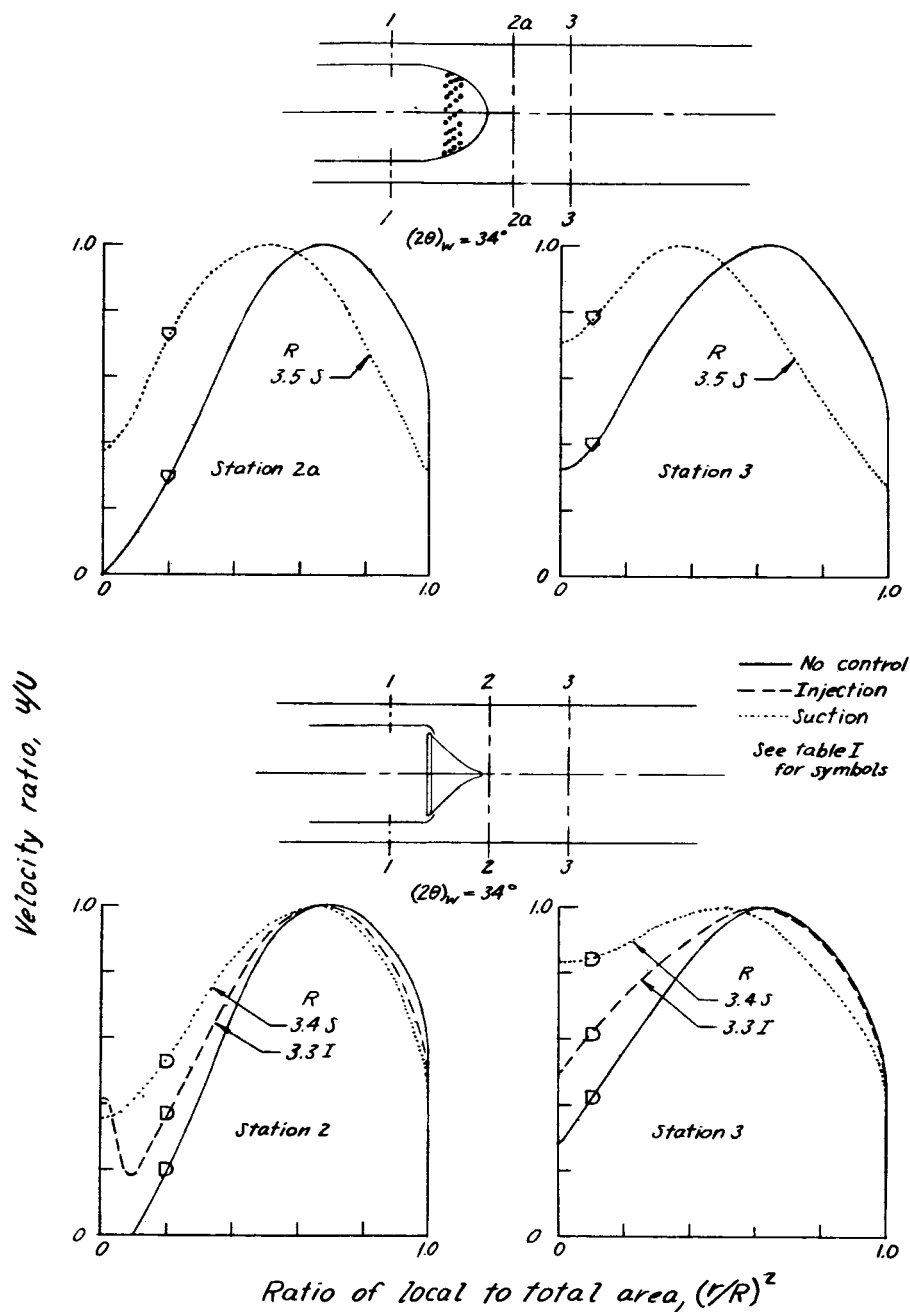 1 2a 3
1 2a 3
(2θ)w = 34°
1.0
R
3.5 S
Station 2a
0
0 1.0
1.0
R
3.5 S
Station 3
0
0 1.0
No control
Injection
Suction
See table I
for symbols
1 2 3
1 2 3
(2θ)w = 34°
Velocity ratio, u/U
1.0
R
3.4 S
3.3 I
Station 2
0
0 1.0
1.0
R
3.4 S
3.3 I
Station 3
0
0 1.0
Ratio of local to total area, (r/R)²